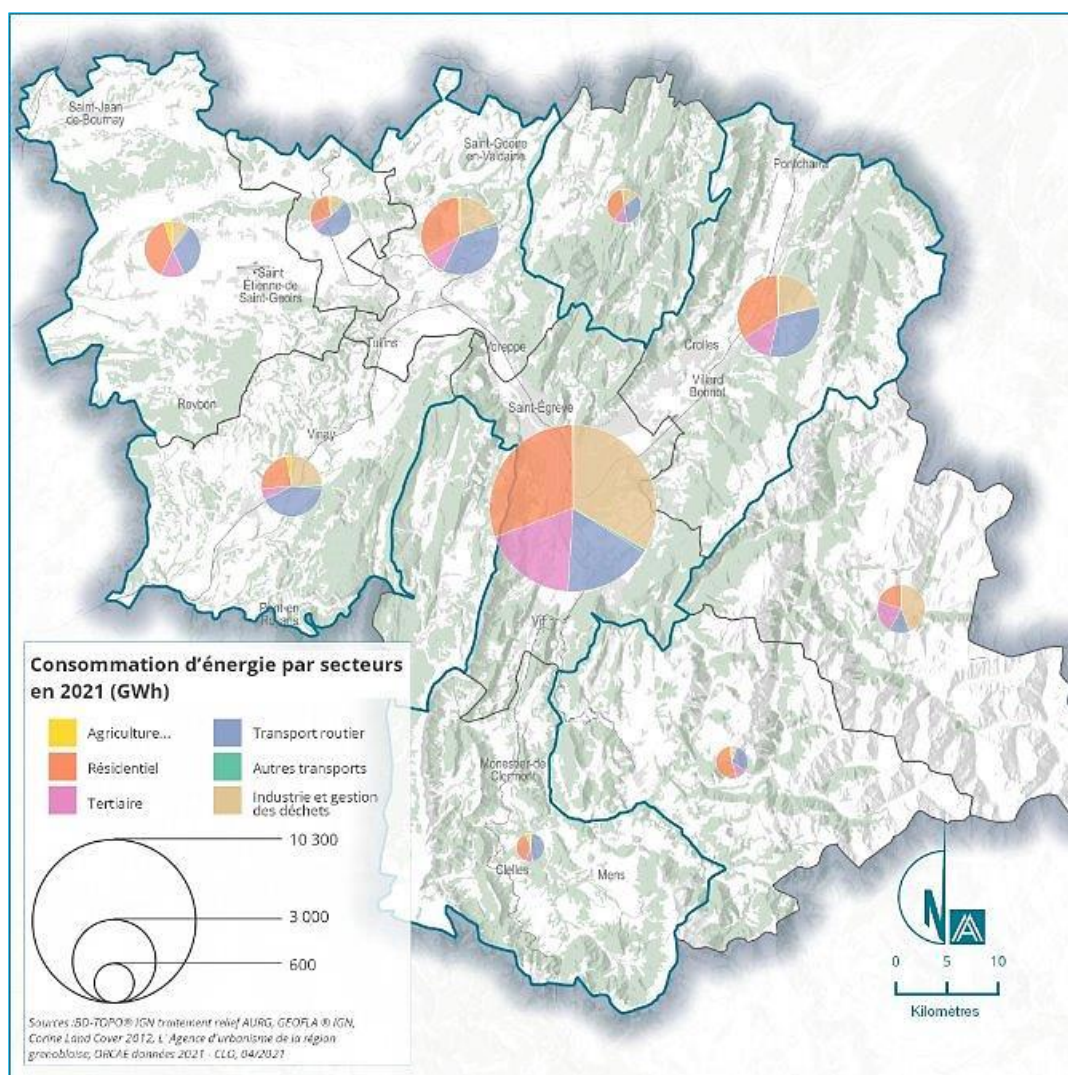 Saint-Jean
de-Bournay
Saint-Geoire
en-Valdaine
Pontcharra
Saint
Étienne-de
Saint-Geoirs
Tullins
Voreppe
Crolles
Villard
Bonnot
Saint-Égrève
Roybon
Vinay
Pont-en
Vif
Monestier-de
Clermont
Clelles
Mens
Consommation d'énergie par secteurs
en 2021 (GWh)
Agriculture...
Transport routier
Résidentiel
Autres transports
Tertiaire
Industrie et gestion
des déchets
10 300
3 000
600
Sources :BD-TOPO® IGN traitement relief AURG, GEOFLA ® IGN,
Corine Land Cover 2012, L' Agence d'urbanisme de la région
grenobloise, ORCAE données 2021 - CLO, 04/2021
N
0 5 10
Kilomètres